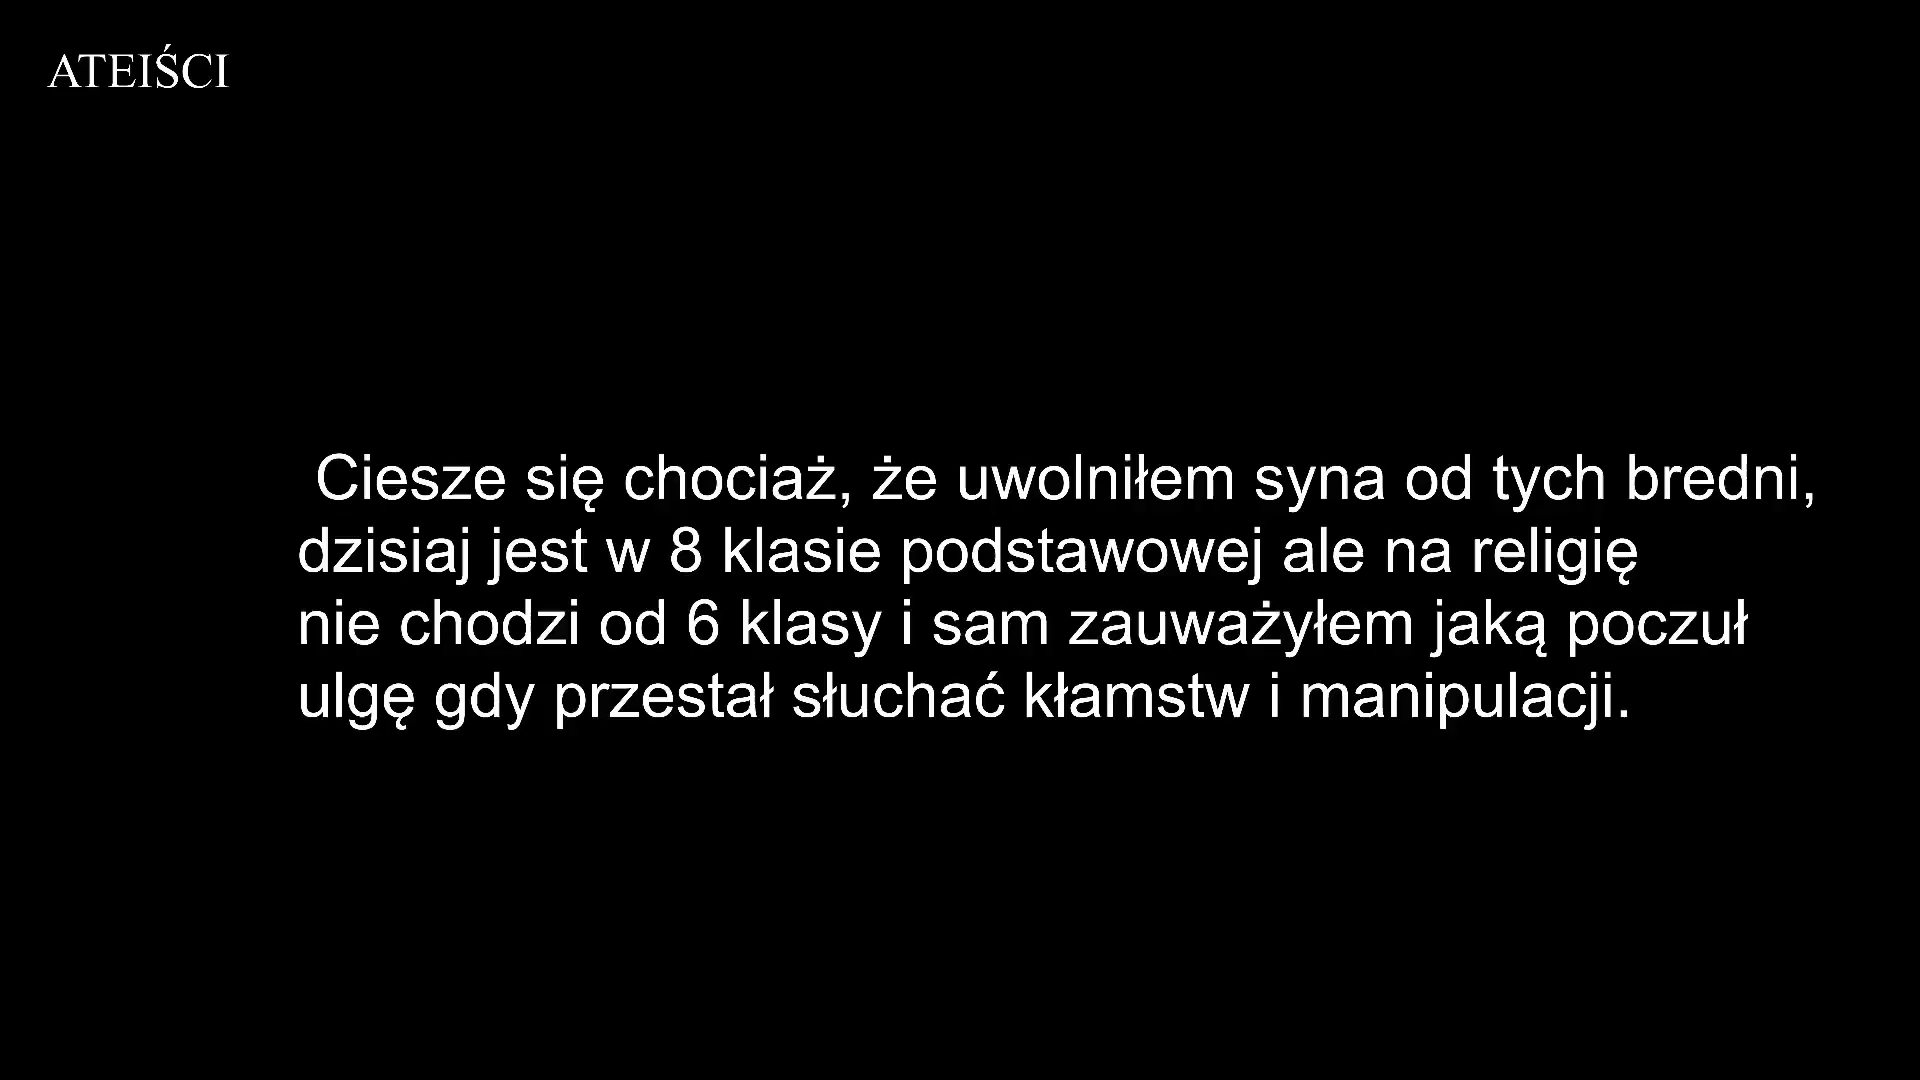 ATEIŚCI
Ciesze się chociaż, że uwolniłem syna od tych bredni,
dzisiaj jest w 8 klasie podstawowej ale na religię
nie chodzi od 6 klasy i sam zauważyłem jaką poczuł
ulgę gdy przestał słuchać kłamstw i manipulacji.